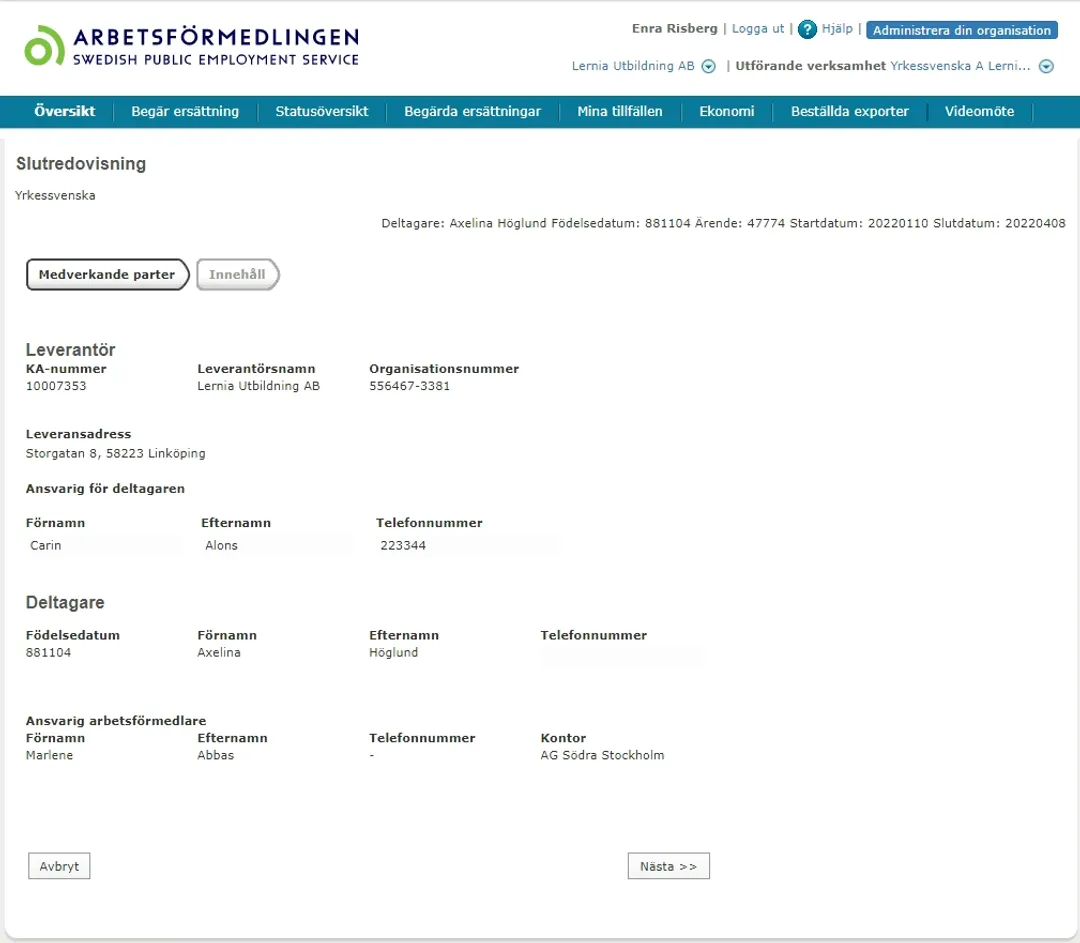 ARBETSFÖRMEDLINGEN
SWEDISH PUBLIC EMPLOYMENT SERVICE
Enra Risberg | Logga ut | ? Hjälp | Administrera din organisation
Lernia Utbildning AB | Utförande verksamhet Yrkessvenska A Lerni...
Översikt Begär ersättning Statusöversikt Begärda ersättningar Mina tillfällen Ekonomi Beställda exporter Videomöte
Slutredovisning
Yrkessvenska
Deltagare: Axelina Höglund Födelsedatum: 881104 Ärende: 47774 Startdatum: 20220110 Slutdatum: 20220408
Medverkande parter Innehåll
Leverantör
KA-nummer Leverantörsnamn Organisationsnummer
10007353 Lernia Utbildning AB 556467-3381
Leveransadress
Storgatan 8, 58223 Linköping
Ansvarig för deltagaren
Förnamn Efternamn Telefonnummer
Carin Alons 223344
Deltagare
Födelsedatum Förnamn Efternamn Telefonnummer
881104 Axelina Höglund
Ansvarig arbetsförmedlare
Förnamn Efternamn Telefonnummer Kontor
Marlene Abbas - AG Södra Stockholm
Avbryt Nästa >>